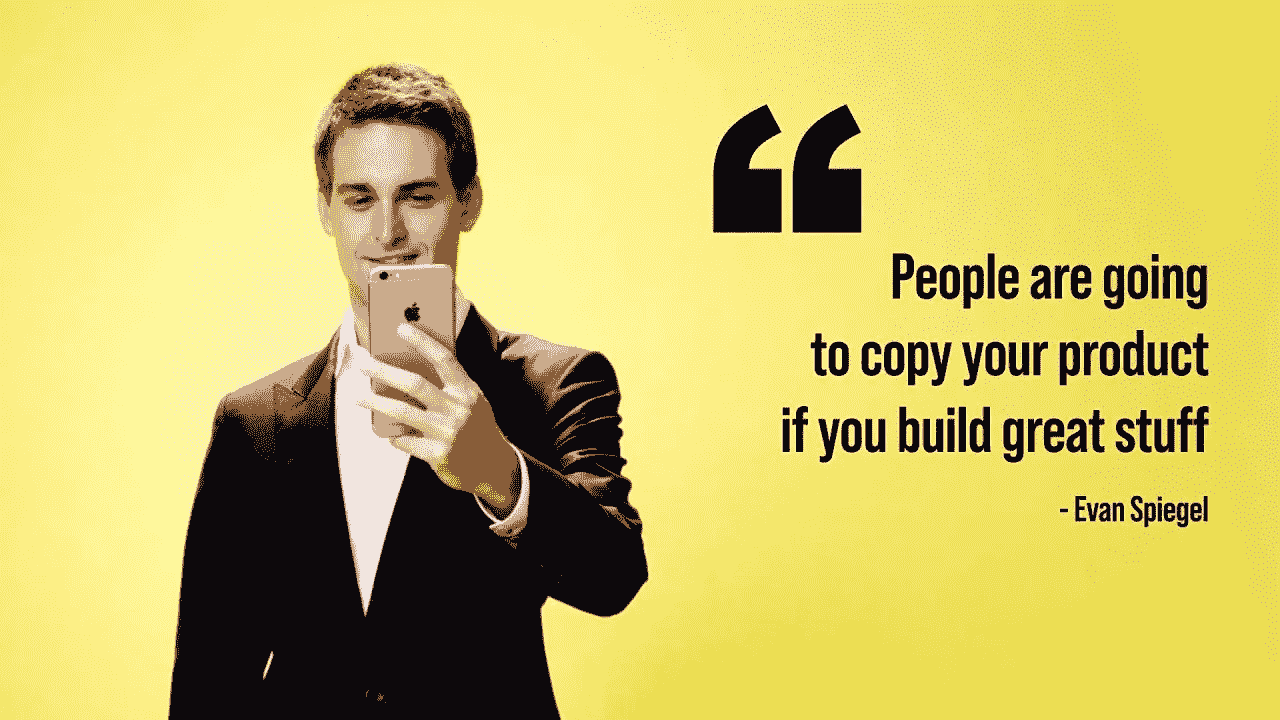 “
People are going
to copy your product
if you build great stuff
- Evan Spiegel